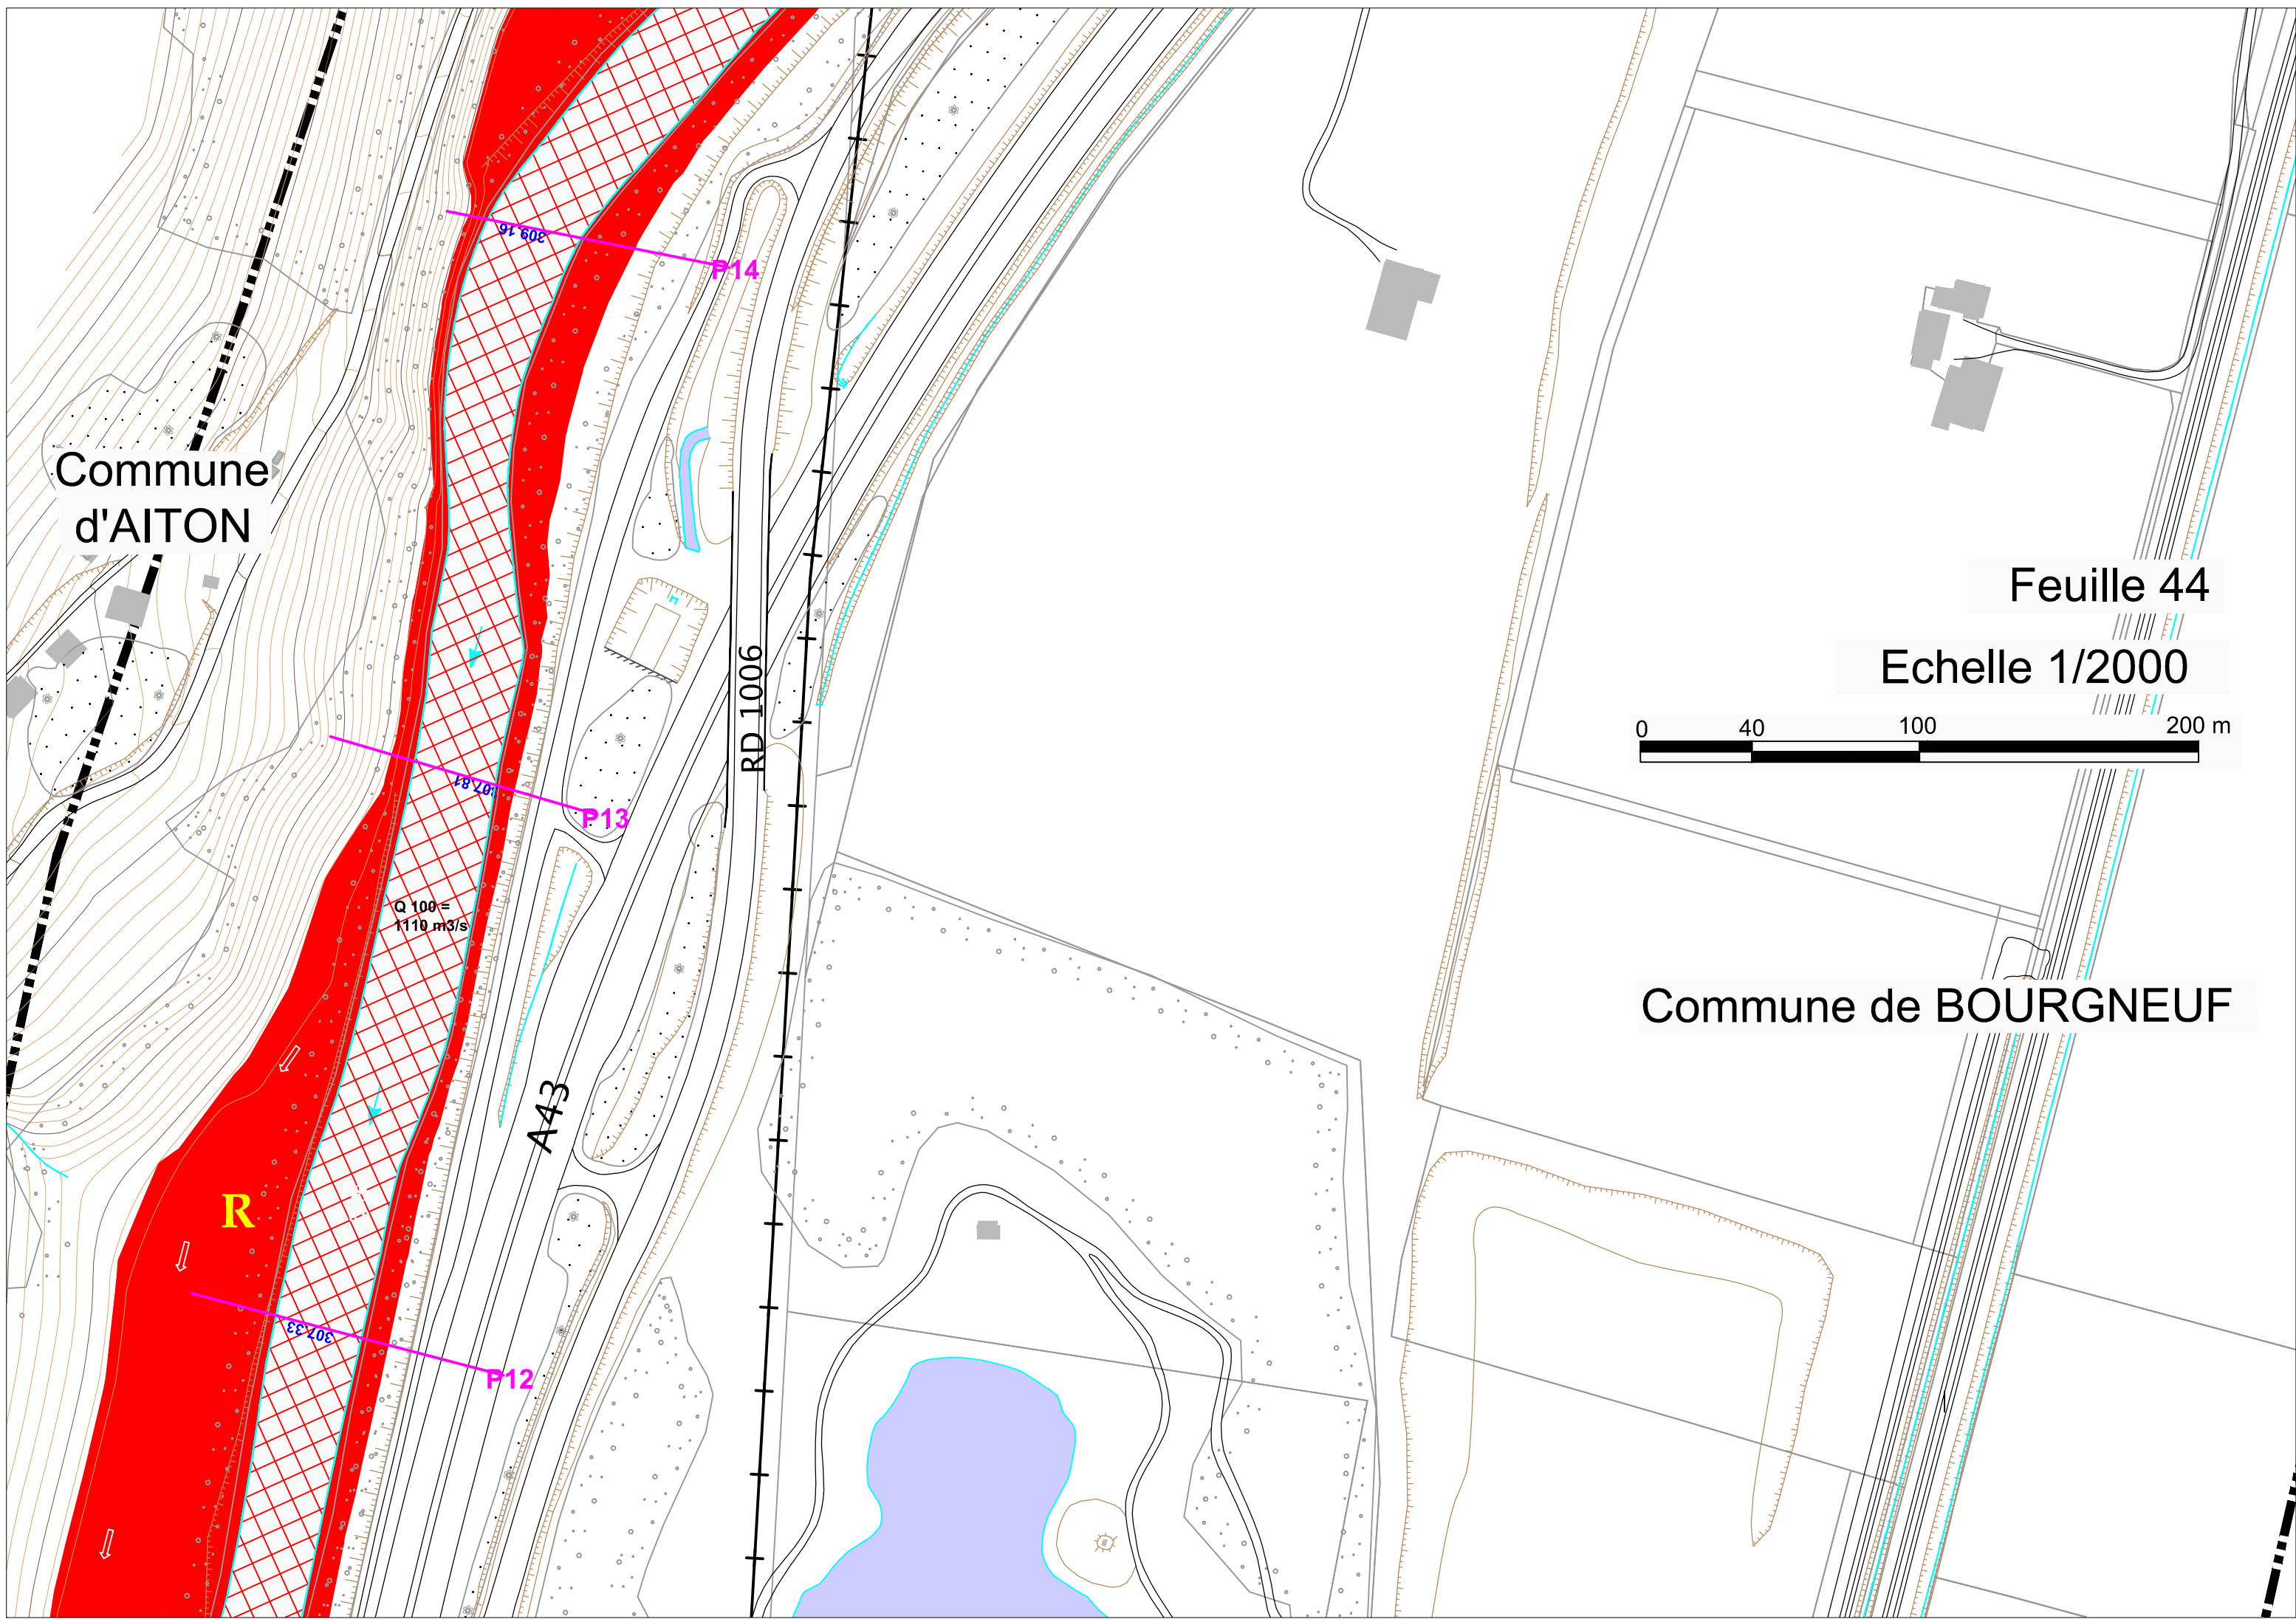 309.16
P14
Commune
d'AITON
Feuille 44
RD 1006
Echelle 1/2000
0 40 100 200 m
307.81
P13
Q 100 =
1110 m3/s
Commune de BOURGNEUF
A43
R
307.33
P12